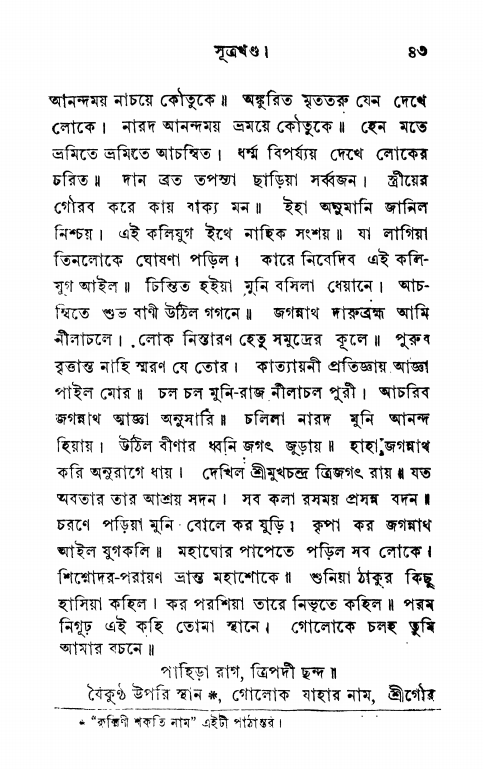 সূত্রখণ্ড। ৪৩
আনন্দময় নাচয়ে কৌতুকে॥ অঙ্কুরিত মৃততরু যেন দেখে
লোকে। নারদ আনন্দময় ভ্রময়ে কৌতুকে॥ হেন মতে
ভ্রমিতে ভ্রমিতে আচম্বিত। ধর্ম্ম বিপর্য্যয় দেখে লোকের
চরিত॥ দান ব্রত তপস্যা ছাড়িয়া সর্ব্বজন। স্ত্রীয়ের
গৌরব করে কায় বাক্য মন॥ ইহা অনুমানি জানিল
নিশ্চয়। এই কলিযুগ ইথে নাহিক সংশয়॥ যা লাগিয়া
তিনলোকে ঘোষণা পড়িল। কারে নিবেদিব এই কলি-
যুগ আইল॥ চিন্তিত হইয়া মুনি বসিলা ধেয়ানে। আচ-
ম্বিতে শুভ বাণী উঠিল গগনে॥ জগন্নাথ দারুব্রহ্ম আমি
নীলাচলে। লোক নিস্তারণ হেতু সমুদ্রের কূলে॥ পুরুব
বৃত্তান্ত নাহি স্মরণ যে তোর। কাত্যায়নী প্রতিজ্ঞায় আজ্ঞা
পাইল মোর॥ চল চল মুনি-রাজ নীলাচল পুরী। আচরিব
জগন্নাথ আজ্ঞা অনুসারি॥ চলিলা নারদ মুনি আনন্দ
হিয়ায়। উঠিল বীণার ধ্বনি জগৎ জুড়ায়॥ হাহা জগন্নাথ
করি অনুরাগে ধায়। দেখিল শ্রীমুখচন্দ্র ত্রিজগৎ রায়॥ যত
অবতার তার আশ্রয় সদন। সব কলা রসময় প্রসন্ন বদন॥
চরণে পড়িয়া মুনি বোলে কর যুড়ি। কৃপা কর জগন্নাথ
আইল যুগকলি॥ মহাঘোর পাপেতে পড়িল সব লোকে।
শিশ্নোদর-পরায়ণ ভ্রান্ত মহাশোকে॥ শুনিয়া ঠাকুর কিছু
হাসিয়া কহিল। কর পরশিয়া তারে নিভৃতে কহিল॥ পরম
নিগূঢ় এই কহি তোমা স্থানে। গোলোকে চলহ তুমি
আমার বচনে॥
পাহিড়া রাগ, ত্রিপদী ছন্দ॥
বৈকুণ্ঠ উপরি স্থান *, গোলোক যাহার নাম, শ্রীগৌর
* “রুক্মিণী শকতি নাম” এইটী পাঠান্তর।